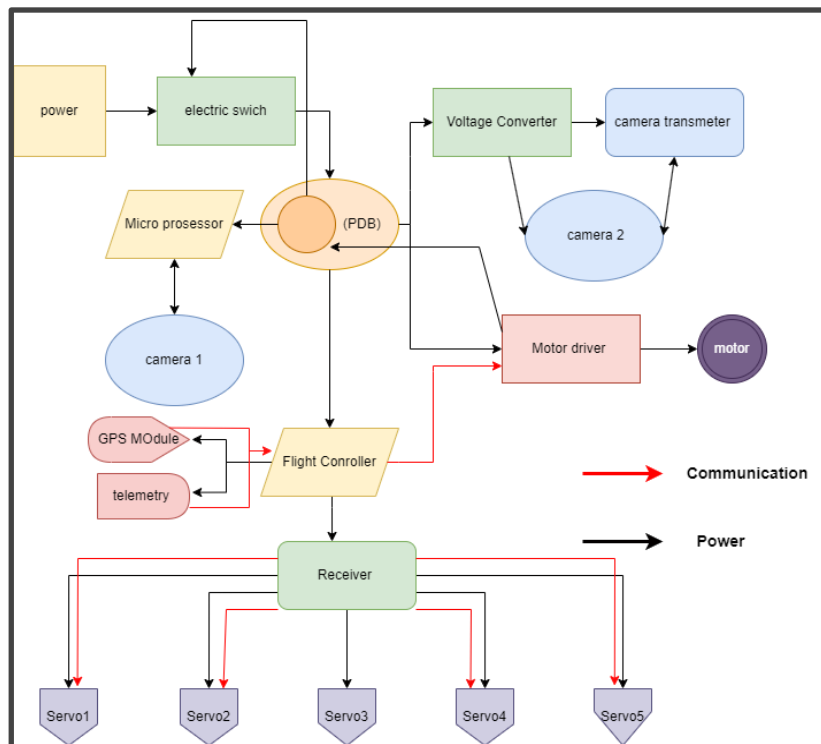 power
electric swich
Voltage Converter
camera transmeter
Micro prosessor
(PDB)
camera 2
camera 1
Motor driver
motor
GPS MOdule
Flight Conroller
telemetry
Communication
Power
Receiver
Servo1
Servo2
Servo3
Servo4
Servo5